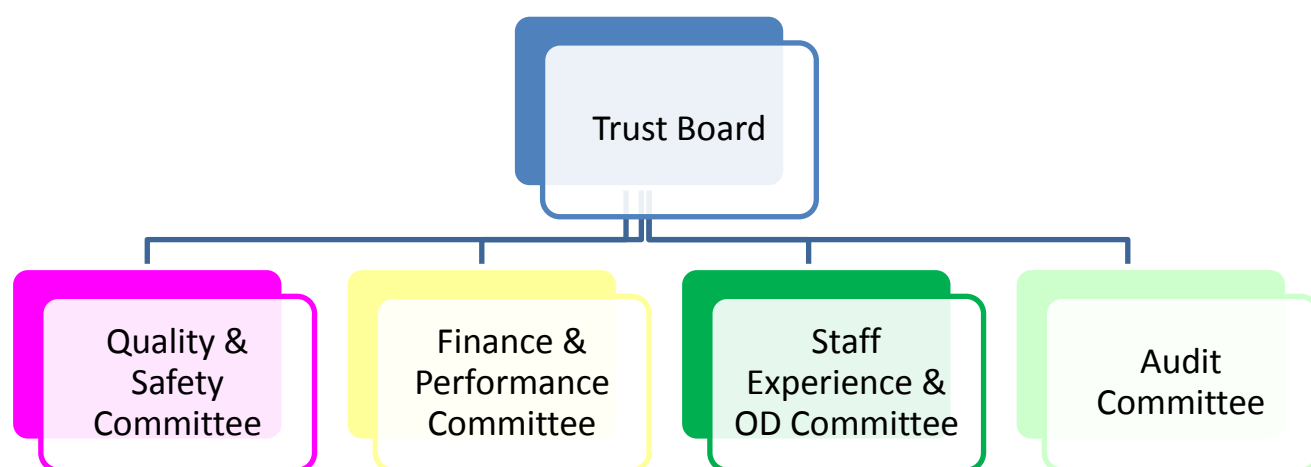 Trust Board
Quality &
Safety
Committee
Finance &
Performance
Committee
Staff
Experience &
OD Committee
Audit
Committee